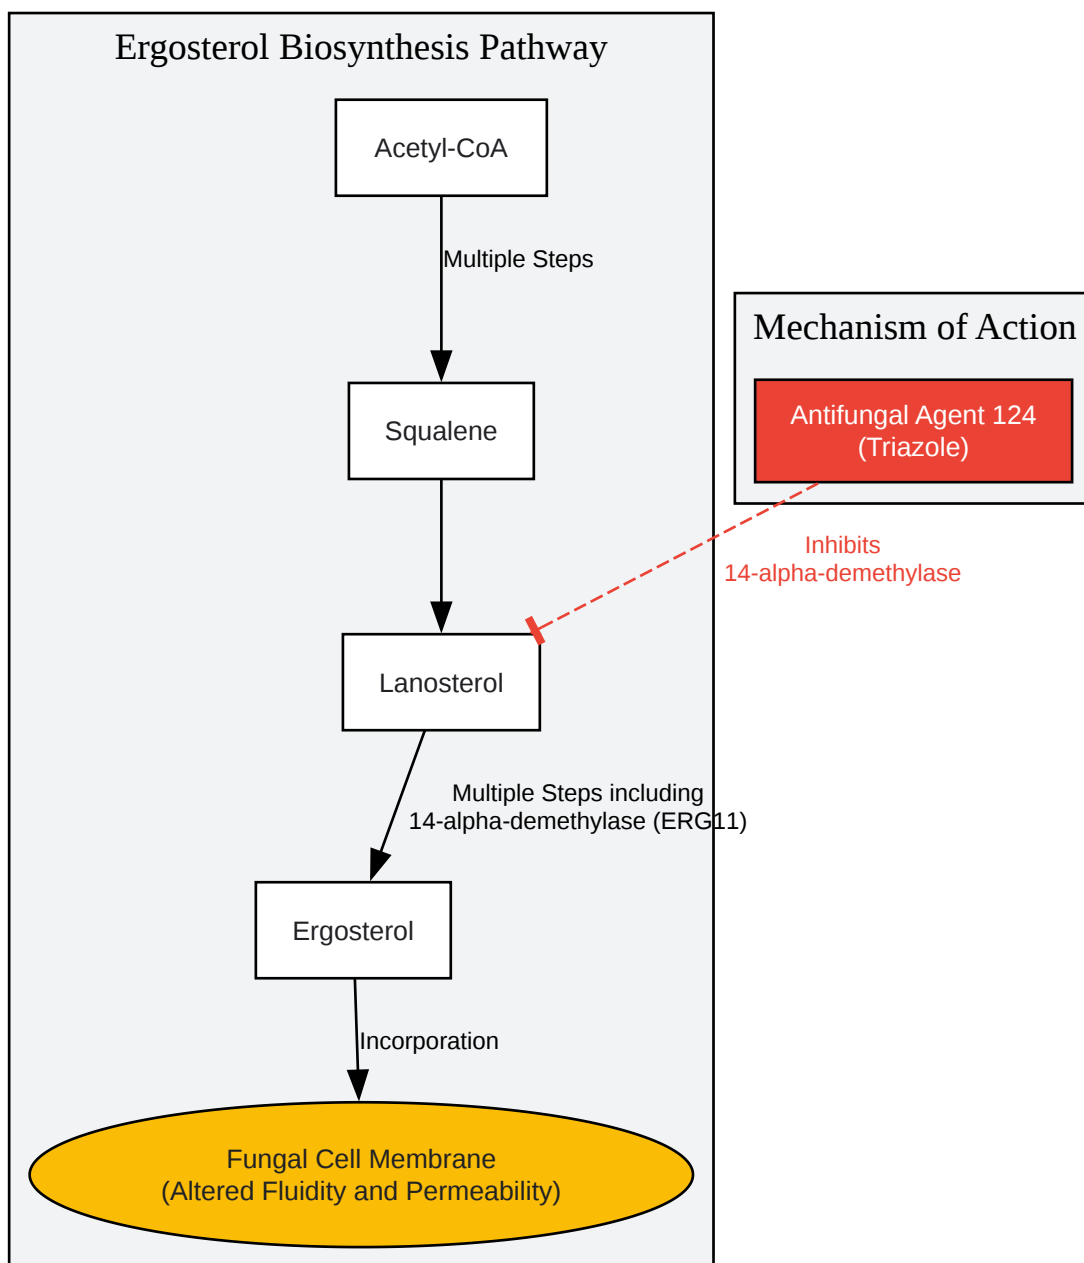 Ergosterol Biosynthesis Pathway
Acetyl-CoA
Multiple Steps
Squalene
Mechanism of Action
Antifungal Agent 124
(Triazole)
Inhibits
14-alpha-demethylase
Lanosterol
Multiple Steps including
14-alpha-demethylase (ERG11)
Ergosterol
Incorporation
Fungal Cell Membrane
(Altered Fluidity and Permeability)